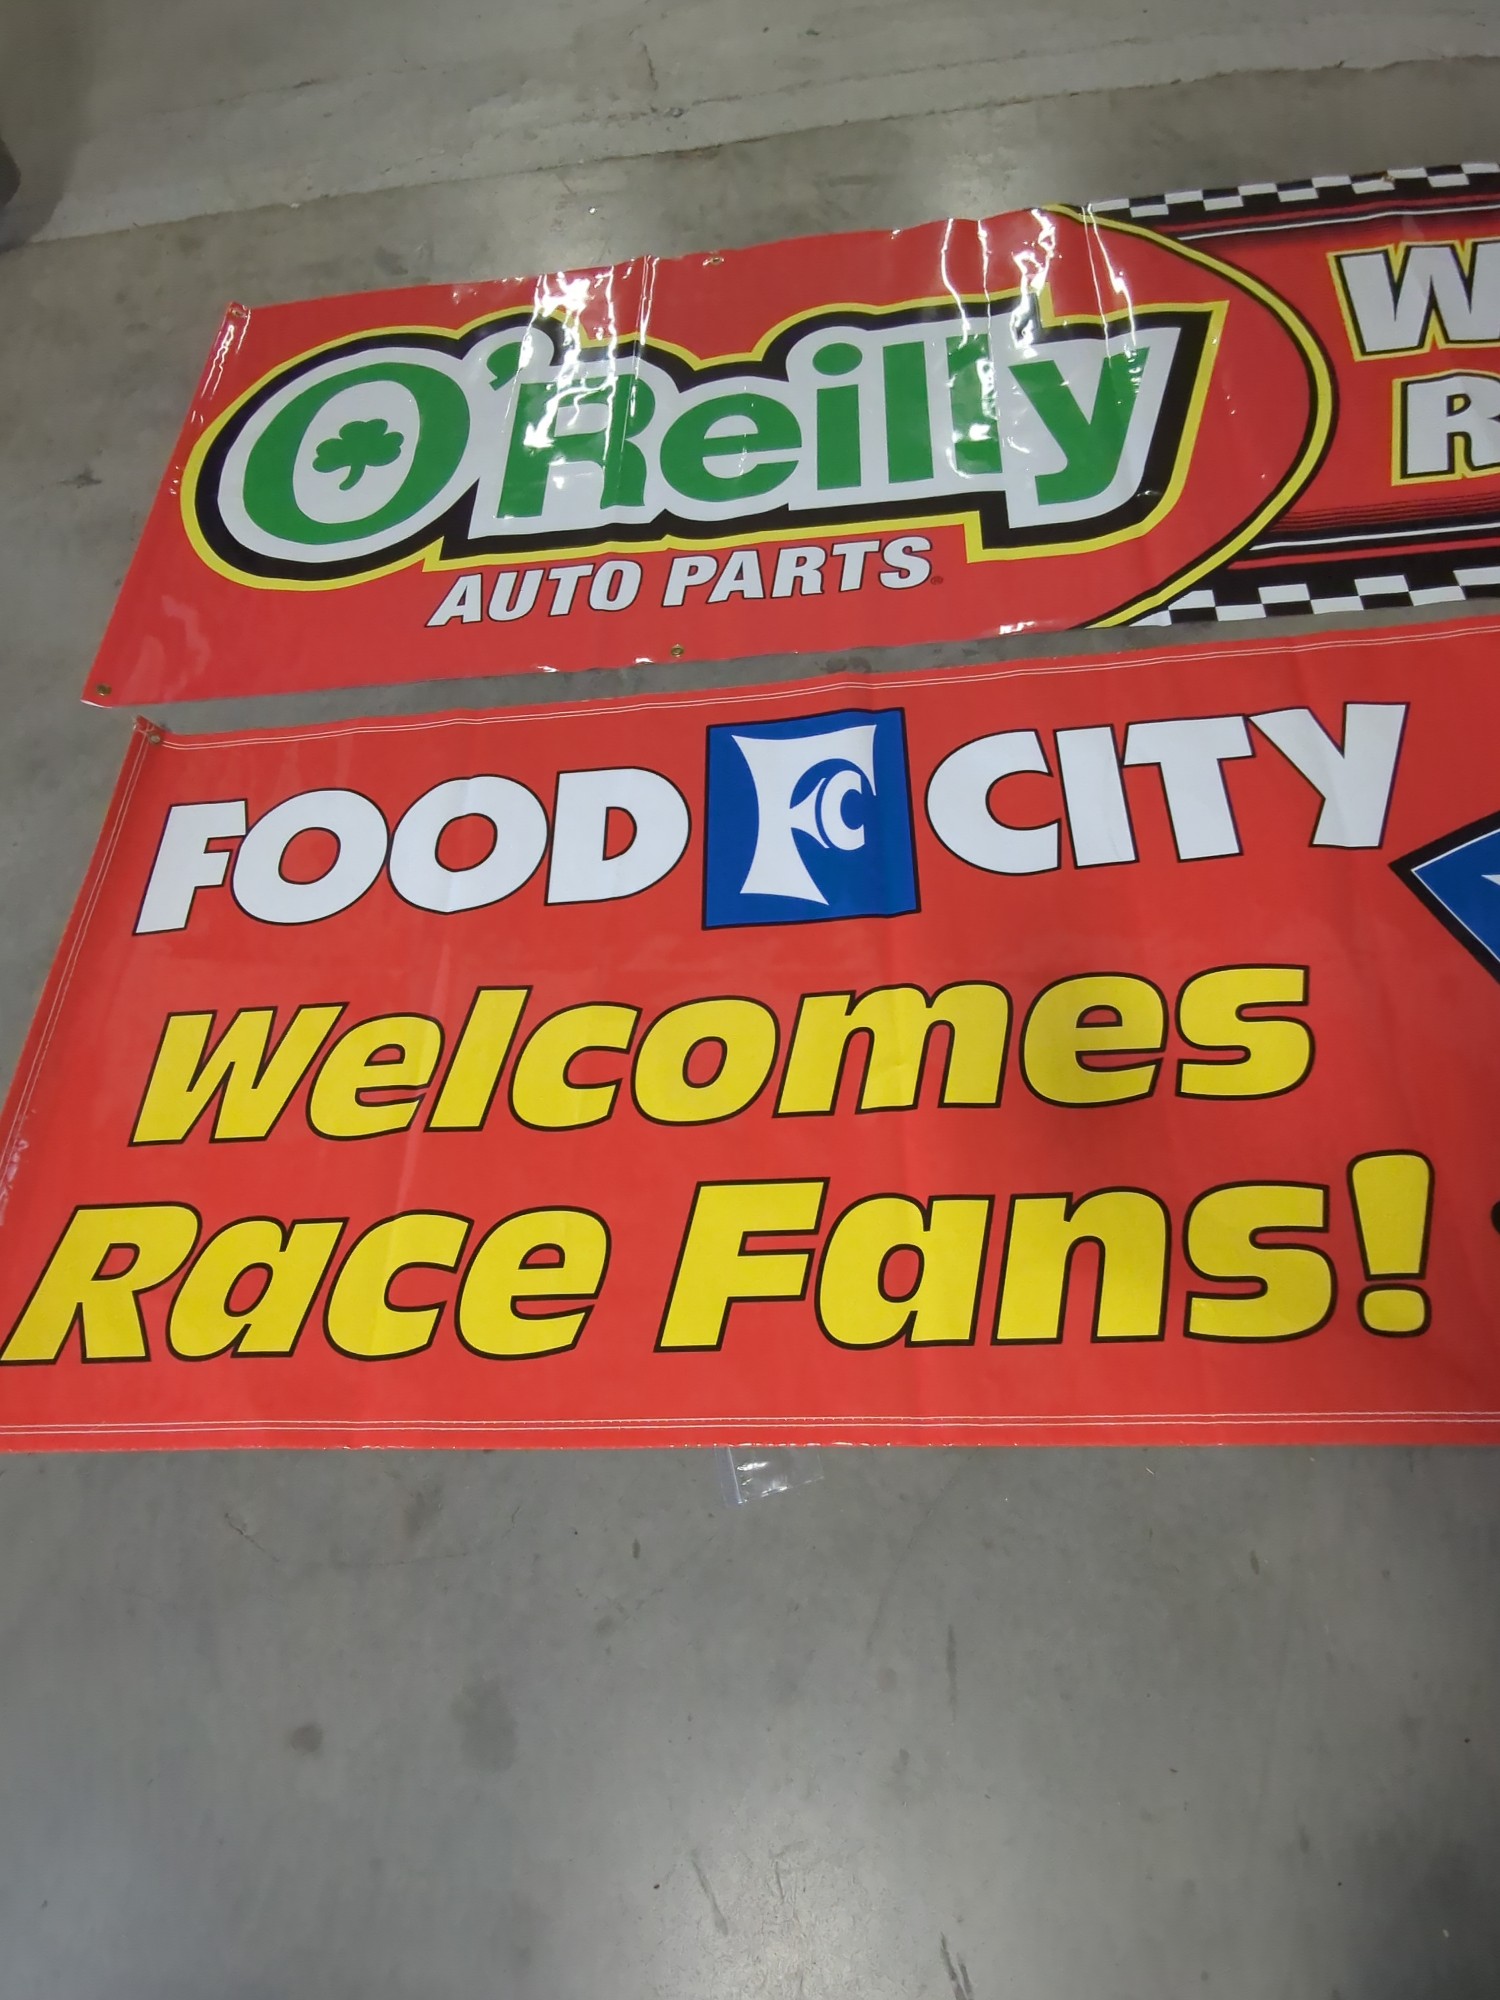 O'Reilly
AUTO PARTS®
W
R
FOOD FC CITY
Welcomes
Race Fans!